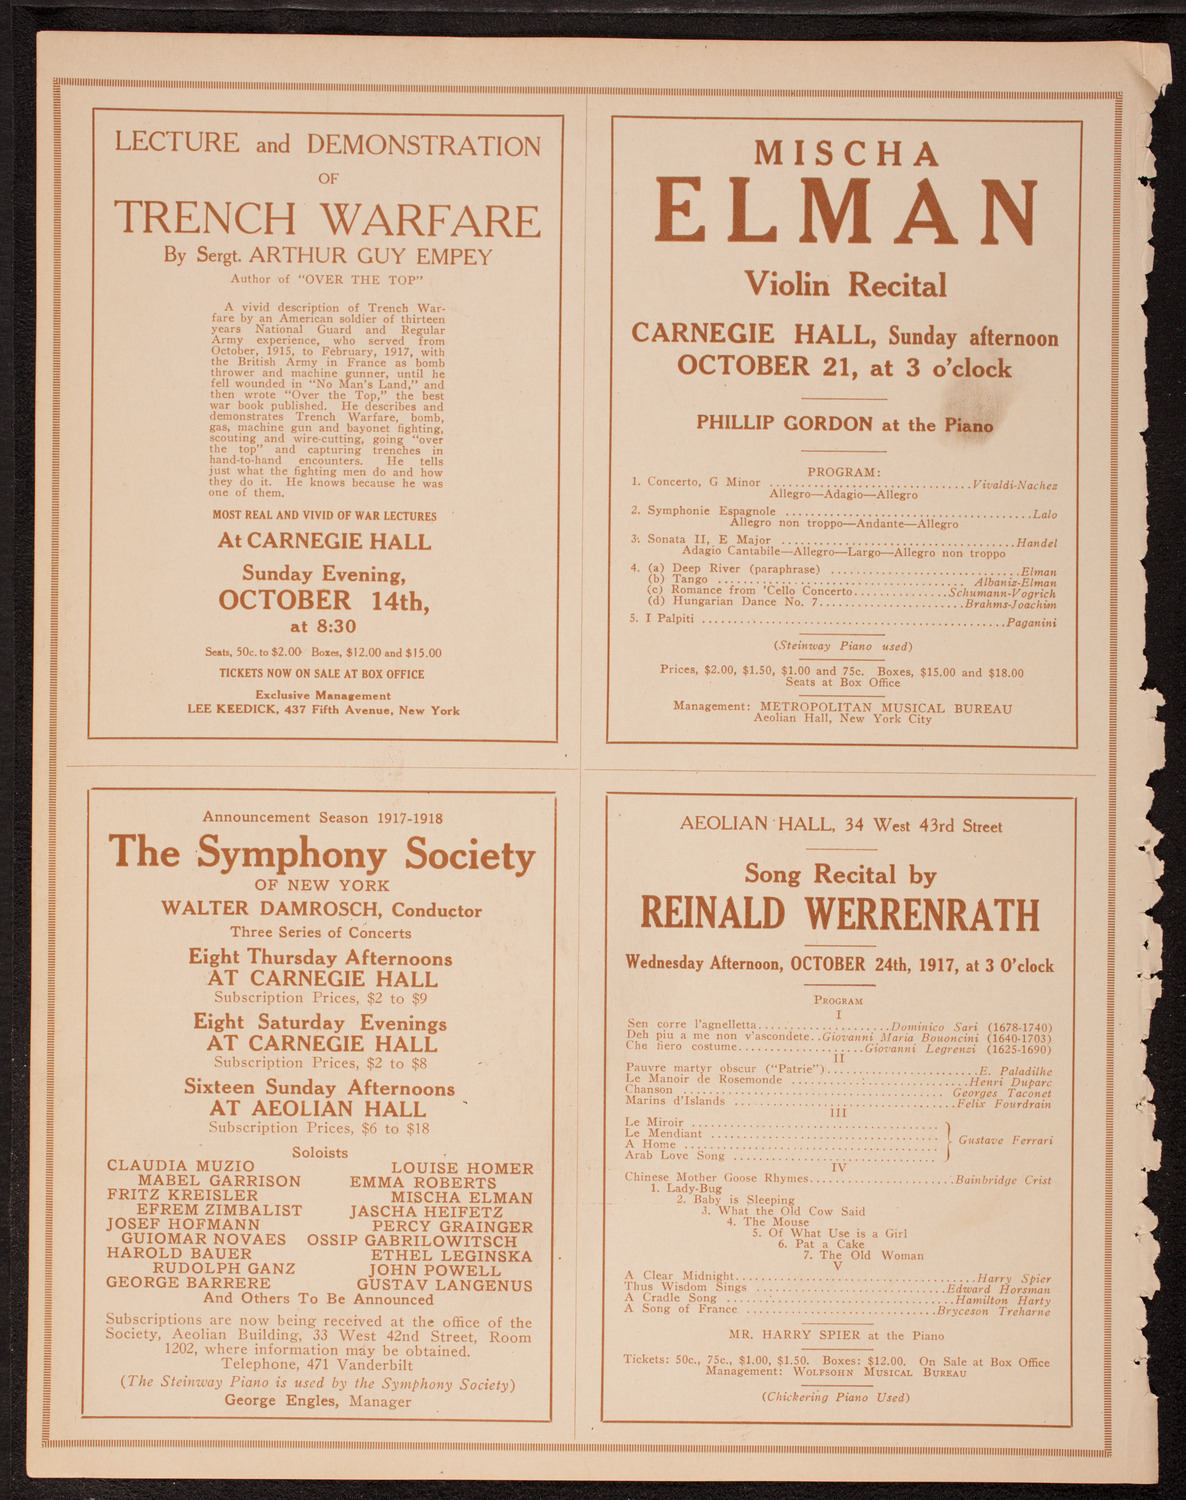 LECTURE and DEMONSTRATION
OF
TRENCH WARFARE
By Sergt. ARTHUR GUY EMPEY
Author of "OVER THE TOP"
A vivid description of Trench War-
fare by an American soldier of thirteen
years National Guard and Regular
Army experience, who served from
October, 1915, to February, 1917, with
the British Army in France as bomb
thrower and machine gunner, until he
fell wounded in "No Man's Land," and
then wrote "Over the Top," the best
war book published. He describes and
demonstrates Trench Warfare, bomb,
gas, machine gun and bayonet fighting,
scouting and wire-cutting, going "over
the top" and capturing trenches in
hand-to-hand encounters. He tells
just what the fighting men do and how
they do it. He knows because he was
one of them.
MOST REAL AND VIVID OF WAR LECTURES
At CARNEGIE HALL
Sunday Evening,
OCTOBER 14th,
at 8:30
Seats, 50c. to $2.00 Boxes, $12.00 and $15.00
TICKETS NOW ON SALE AT BOX OFFICE
Exclusive Management
LEE KEEDICK, 437 Fifth Avenue, New York
MISCHA
ELMAN
Violin Recital
CARNEGIE HALL, Sunday afternoon
OCTOBER 21, at 3 o'clock
PHILLIP GORDON at the Piano
PROGRAM:
1. Concerto, G Minor ................................Vivaldi-Nachez
Allegro—Adagio—Allegro
2. Symphonie Espagnole .......................................Lalo
Allegro non troppo—Andante—Allegro
3. Sonata II, E Major .....................................Handel
Adagio Cantabile—Allegro—Largo—Allegro non troppo
4. (a) Deep River (paraphrase) ..............................Elman
(b) Tango ....................................... Albaniz-Elman
(c) Romance from 'Cello Concerto...............Schumann-Vogrich
(d) Hungarian Dance No. 7.......................Brahms-Joachim
5. I Palpiti ................................................Paganini
(Steinway Piano used)
Prices, $2.00, $1.50, $1.00 and 75c. Boxes, $15.00 and $18.00
Seats at Box Office
Management: METROPOLITAN MUSICAL BUREAU
Aeolian Hall, New York City
Announcement Season 1917-1918
The Symphony Society
OF NEW YORK
WALTER DAMROSCH, Conductor
Three Series of Concerts
Eight Thursday Afternoons
AT CARNEGIE HALL
Subscription Prices, $2 to $9
Eight Saturday Evenings
AT CARNEGIE HALL
Subscription Prices, $2 to $8
Sixteen Sunday Afternoons
AT AEOLIAN HALL
Subscription Prices, $6 to $18
Soloists
CLAUDIA MUZIO LOUISE HOMER
MABEL GARRISON EMMA ROBERTS
FRITZ KREISLER MISCHA ELMAN
EFREM ZIMBALIST JASCHA HEIFETZ
JOSEF HOFMANN PERCY GRAINGER
GUIOMAR NOVAES OSSIP GABRILOWITSCH
HAROLD BAUER ETHEL LEGINSKA
RUDOLPH GANZ JOHN POWELL
GEORGE BARRERE GUSTAV LANGENUS
And Others To Be Announced
Subscriptions are now being received at the office of the
Society, Aeolian Building, 33 West 42nd Street, Room
1202, where information may be obtained.
Telephone, 471 Vanderbilt
(The Steinway Piano is used by the Symphony Society)
George Engles, Manager
AEOLIAN HALL, 34 West 43rd Street
Song Recital by
REINALD WERRENRATH
Wednesday Afternoon, OCTOBER 24th, 1917, at 3 O'clock
PROGRAM
I
Sen corre l'agnelletta.....................Dominico Sari (1678-1740)
Deh piu a me non v'ascondete..Giovanni Maria Bouoncini (1640-1703)
Che fiero costume...................Giovanni Legrenzi (1625-1690)
II
Pauvre martyr obscur ("Patrie").......................E. Paladilhe
Le Manoir de Rosemonde ...........................Henri Duparc
Chanson ........................................ Georges Taconet
Marins d'Islands ..................................Felix Fourdrain
III
Le Miroir ......................................
Le Mendiant ...................................
A Home ....................................... Gustave Ferrari
Arab Love Song ...............................
IV
Chinese Mother Goose Rhymes......................Bainbridge Crist
1. Lady-Bug
2. Baby is Sleeping
3. What the Old Cow Said
4. The Mouse
5. Of What Use is a Girl
6. Pat a Cake
7. The Old Woman
V
A Clear Midnight.....................................Harry Spier
Thus Wisdom Sings ..............................Edward Horsman
A Cradle Song ...................................Hamilton Harty
A Song of France .............................Bryceson Treharne
MR. HARRY SPIER at the Piano
Tickets: 50c., 75c., $1.00, $1.50. Boxes: $12.00. On Sale at Box Office
Management: WOLFSOHN MUSICAL BUREAU
(Chickering Piano Used)